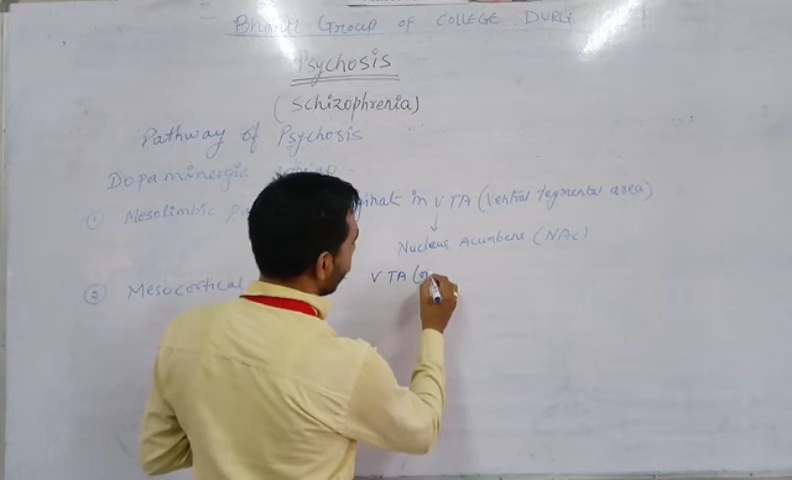 Bharti Group of COLLEGE DURG
Psychosis
(Schizophrenia)
Pathway of Psychosis
Dopaminergic
① Mesolimbic in VTA (Ventral tegmental area)
↓
Nucleus Acumbens (NAc)
② Mesocortical VTA (